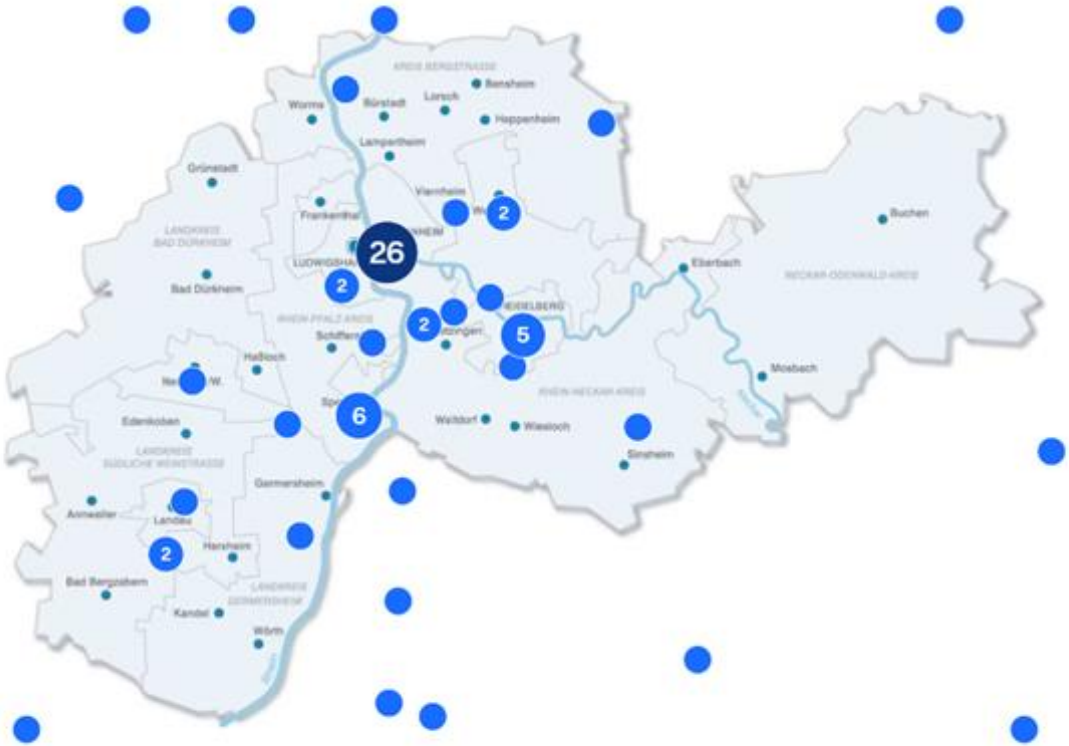 KREIS BERGSTRASSE
Bensheim
Worms
Bürstadt
Lorsch
Heppenheim
Lampertheim
Grünstadt
Viernheim
2
Frankenthal
LANDKREIS
BAD DÜRKHEIM
Buchen
26
Eberbach
2
Bad Dürkheim
NECKAR-ODENWALD-KREIS
RHEIN-PFALZ-KREIS
HEIDELBERG
2
5
Haßloch
Mosbach
RHEIN-NECKAR-KREIS
6
Edenkoben
Walldorf
Wiesloch
LANDKREIS
SÜDLICHE WEINSTRASSE
Sinsheim
Germersheim
Annweiler
Landau
2
Herxheim
Bad Bergzabern
LANDKREIS
GERMERSHEIM
Kandel
Wörth